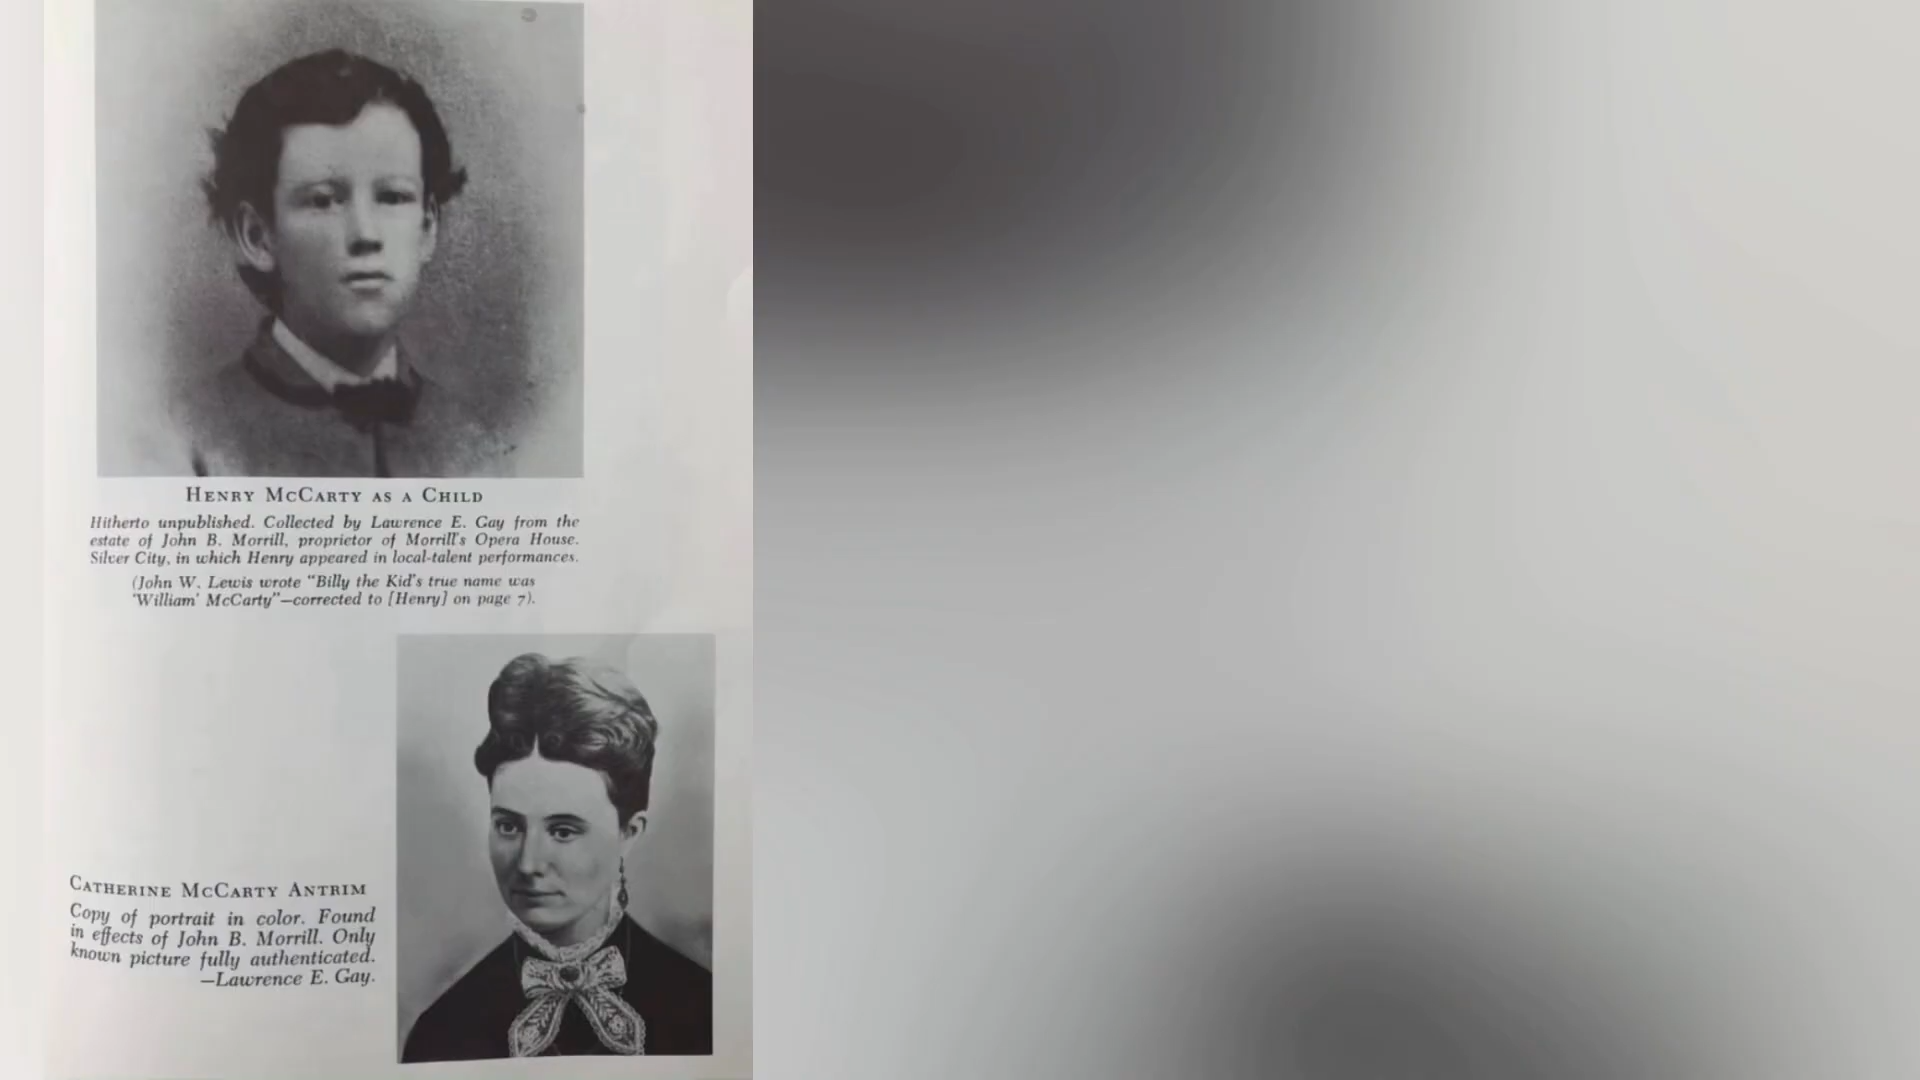 HENRY MCCARTY AS A CHILD
Hitherto unpublished. Collected by Lawrence E. Gay from the
estate of John B. Morrill, proprietor of Morrill's Opera House.
Silver City, in which Henry appeared in local-talent performances.
(John W. Lewis wrote "Billy the Kid's true name was
'William' McCarty"—corrected to [Henry] on page 7).
CATHERINE MCCARTY ANTRIM
Copy of portrait in color. Found
in effects of John B. Morrill. Only
known picture fully authenticated.
—Lawrence E. Gay.